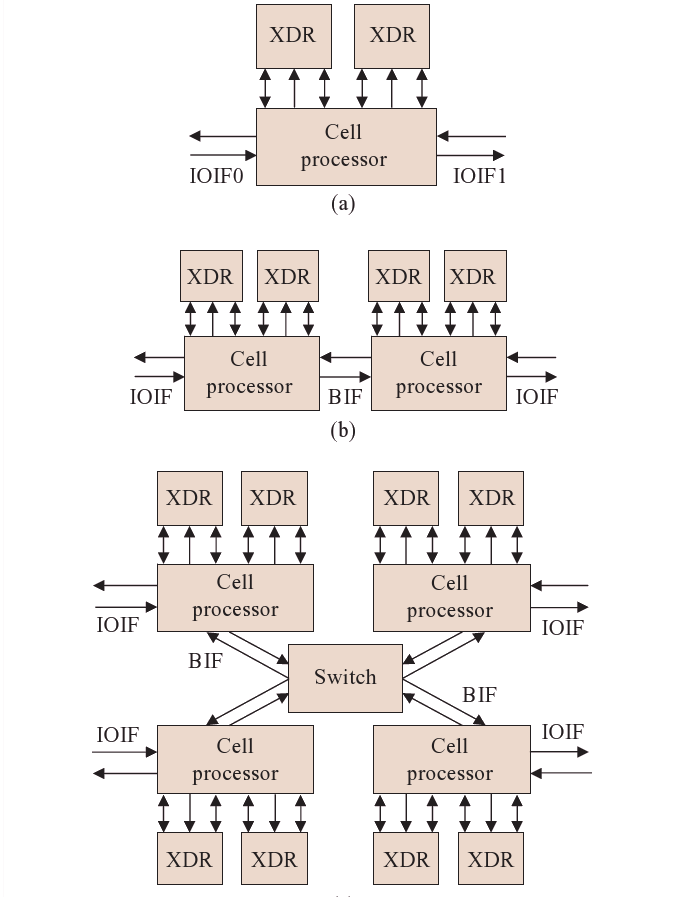 XDR XDR
Cell
processor
IOIF0 IOIF1
(a)
XDR XDR XDR XDR
Cell Cell
processor processor
IOIF BIF IOIF
(b)
XDR XDR XDR XDR
Cell Cell
processor processor
IOIF IOIF
BIF
Switch
BIF
IOIF IOIF
Cell Cell
processor processor
XDR XDR XDR XDR